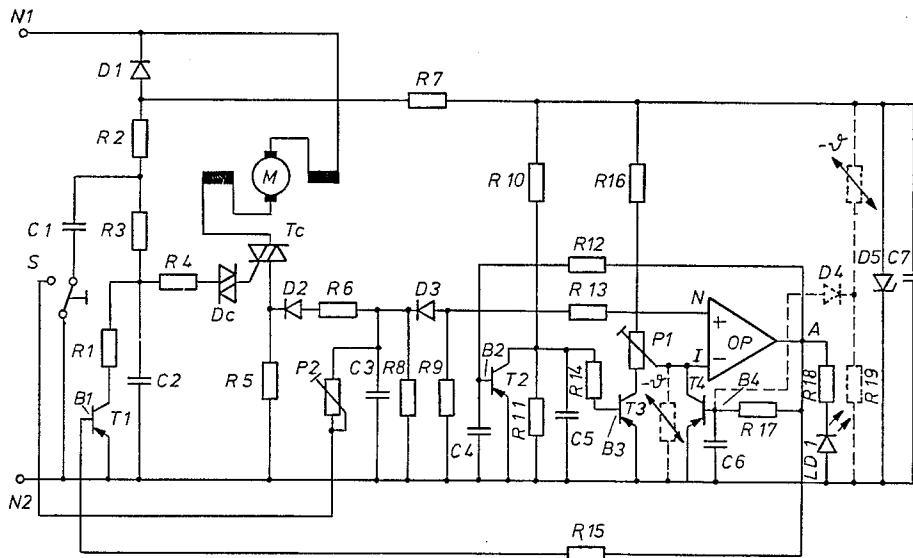 N1
D1
R7
R2
M
-ϑ
R10
R16
C1
R3
Tc
S
R4
R12
D5
C7
Dc
D2
R6
D3
R13
N
D4
P1
+
OP
A
R1
I
−
C2
R5
P2
C3
R8
R9
B2
T2
R14
-ϑ
T4
B4
R18
R19
B1
T1
R11
T3
R17
C4
C5
B3
C6
LD1
N2
R15